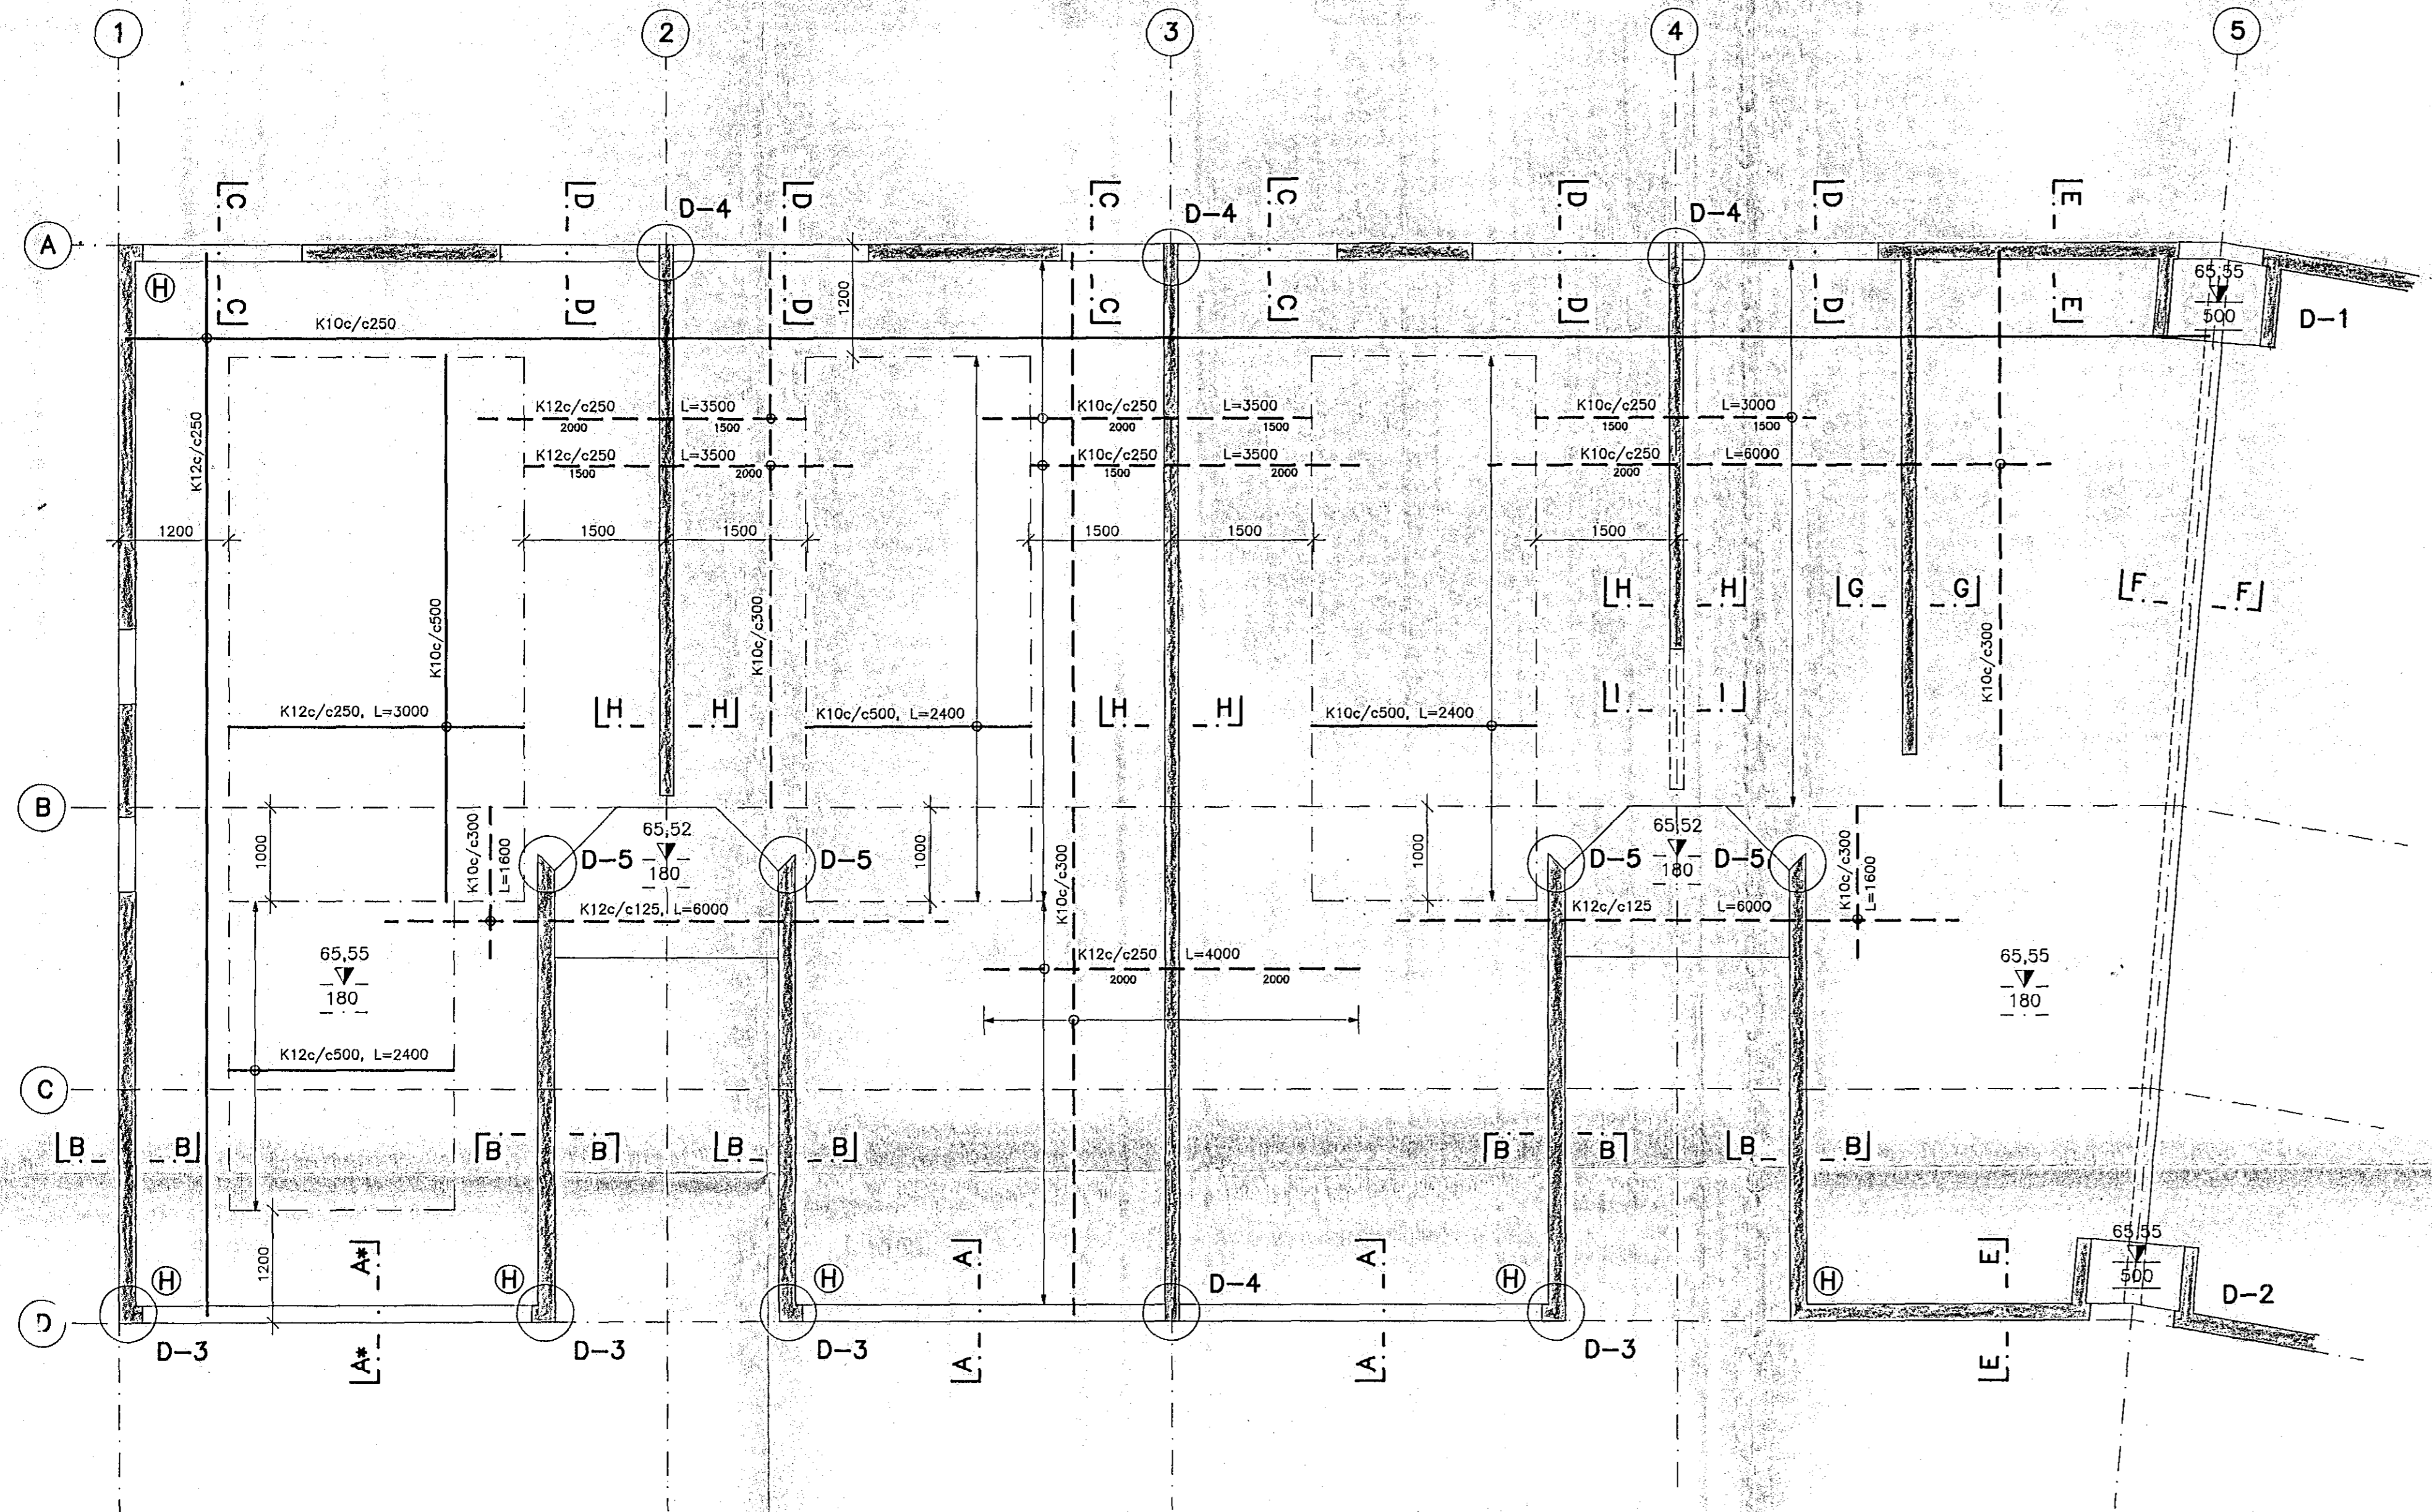 1 2 3 4 5
C D D C C D D E
D-4 D-4 D-4
A
65,55
500
D-1
H
C D D C C D D E
1200
K10c/c250
K12c/c250
K12c/c250 L=3500
2000 1500
K10c/c250 L=3500
2000 1500
K10c/c250 L=3000
1500 1500
K12c/c250 L=3500
1500 2000
K10c/c250 L=3500
1500 2000
K10c/c250 L=6000
2000
1200 1500 1500 1500 1500 1500
K10c/c500
K10c/c300
K10c/c300
H H G G F F
K12c/c250, L=3000
H H
K10c/c500, L=2400
H H
K10c/c500, L=2400
I I
B
1000
K10c/c300
L=1600
65,52
180
D-5 D-5
1000
K10c/c300
1000
65,52
180
D-5 D-5
K10c/c300
L=1600
K12c/c125, L=6000
K12c/c125 L=6000
65,55
180
K12c/c250 L=4000
2000 2000
65,55
180
K12c/c500, L=2400
C
B B B B B B B B B B
1200
A* A A E
65,55
500
D-2
H H H H H
D-4
D
D-3 D-3 D-3 D-3
A* A A E